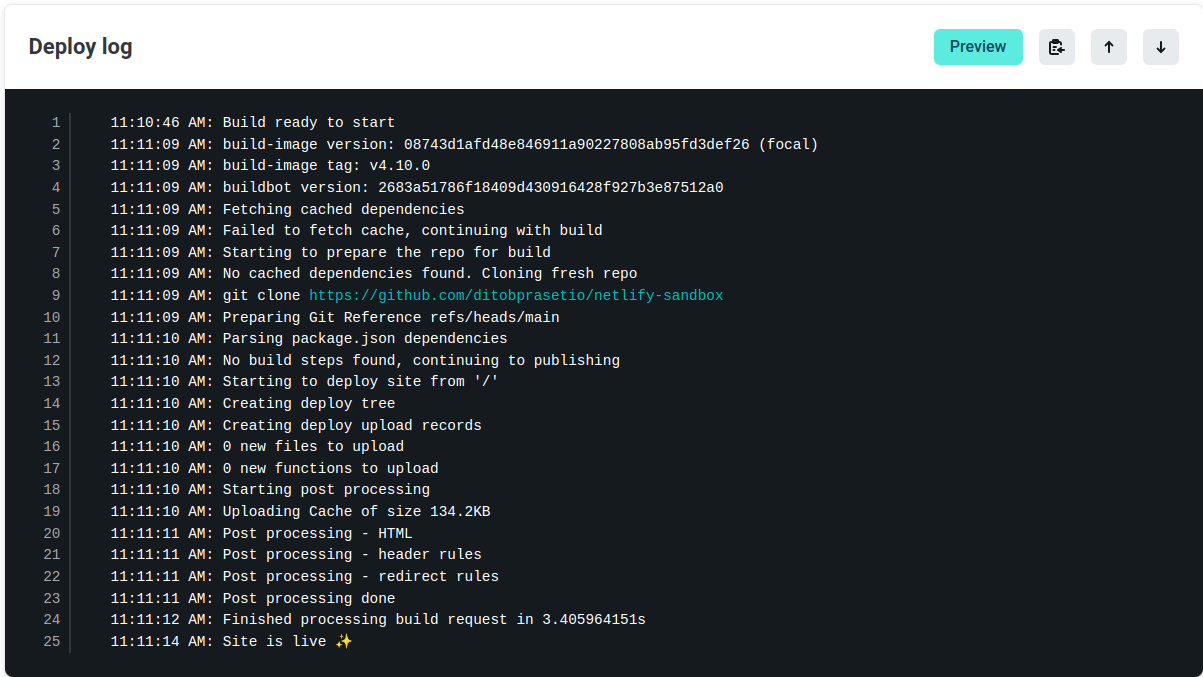 Deploy log
Preview
1 11:10:46 AM: Build ready to start
2 11:11:09 AM: build-image version: 08743d1afd48e846911a90227808ab95fd3def26 (focal)
3 11:11:09 AM: build-image tag: v4.10.0
4 11:11:09 AM: buildbot version: 2683a51786f18409d430916428f927b3e87512a0
5 11:11:09 AM: Fetching cached dependencies
6 11:11:09 AM: Failed to fetch cache, continuing with build
7 11:11:09 AM: Starting to prepare the repo for build
8 11:11:09 AM: No cached dependencies found. Cloning fresh repo
9 11:11:09 AM: git clone https://github.com/ditobprasetio/netlify-sandbox
10 11:11:09 AM: Preparing Git Reference refs/heads/main
11 11:11:10 AM: Parsing package.json dependencies
12 11:11:10 AM: No build steps found, continuing to publishing
13 11:11:10 AM: Starting to deploy site from '/'
14 11:11:10 AM: Creating deploy tree
15 11:11:10 AM: Creating deploy upload records
16 11:11:10 AM: 0 new files to upload
17 11:11:10 AM: 0 new functions to upload
18 11:11:10 AM: Starting post processing
19 11:11:10 AM: Uploading Cache of size 134.2KB
20 11:11:11 AM: Post processing - HTML
21 11:11:11 AM: Post processing - header rules
22 11:11:11 AM: Post processing - redirect rules
23 11:11:11 AM: Post processing done
24 11:11:12 AM: Finished processing build request in 3.405964151s
25 11:11:14 AM: Site is live ✨